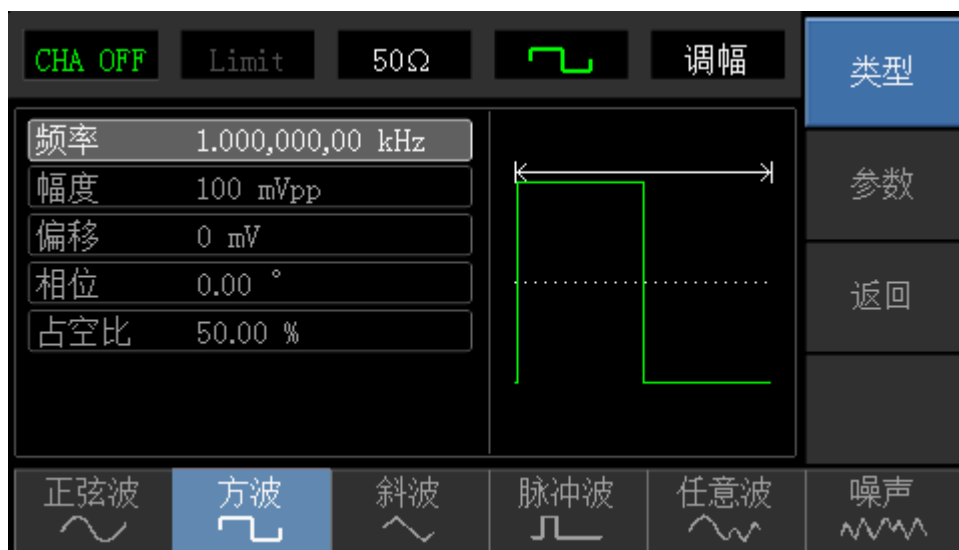 CHA OFF Limit 50Ω 调幅 类型
频率 1.000,000,00 kHz
幅度 100 mVpp 参数
偏移 0 mV
相位 0.00 ° 返回
占空比 50.00 %
正弦波 方波 斜波 脉冲波 任意波 噪声